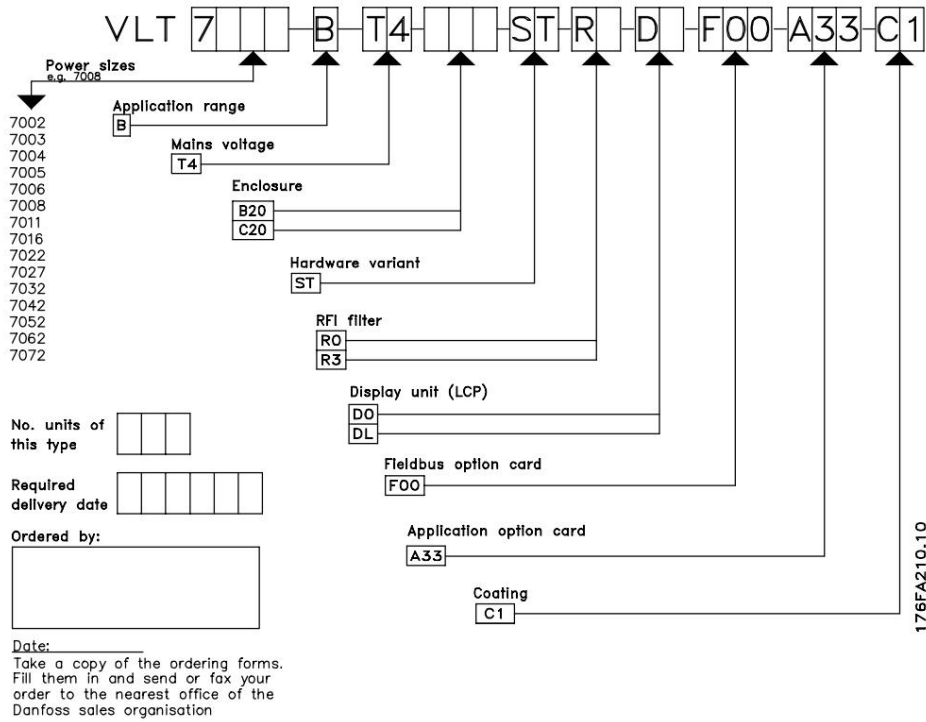 VLT 7 B T4 ST R D F00 A33 C1
Power sizes
e.g. 7008
7002
7003
7004
7005
7006
7008
7011
7016
7022
7027
7032
7042
7052
7062
7072
Application range
B
Mains voltage
T4
Enclosure
B20
C20
Hardware variant
ST
RFI filter
R0
R3
Display unit (LCP)
D0
DL
Fieldbus option card
F00
Application option card
A33
Coating
C1
No. units of
this type
Required
delivery date
Ordered by:
Date:
Take a copy of the ordering forms.
Fill them in and send or fax your
order to the nearest office of the
Danfoss sales organisation
176FA210.10